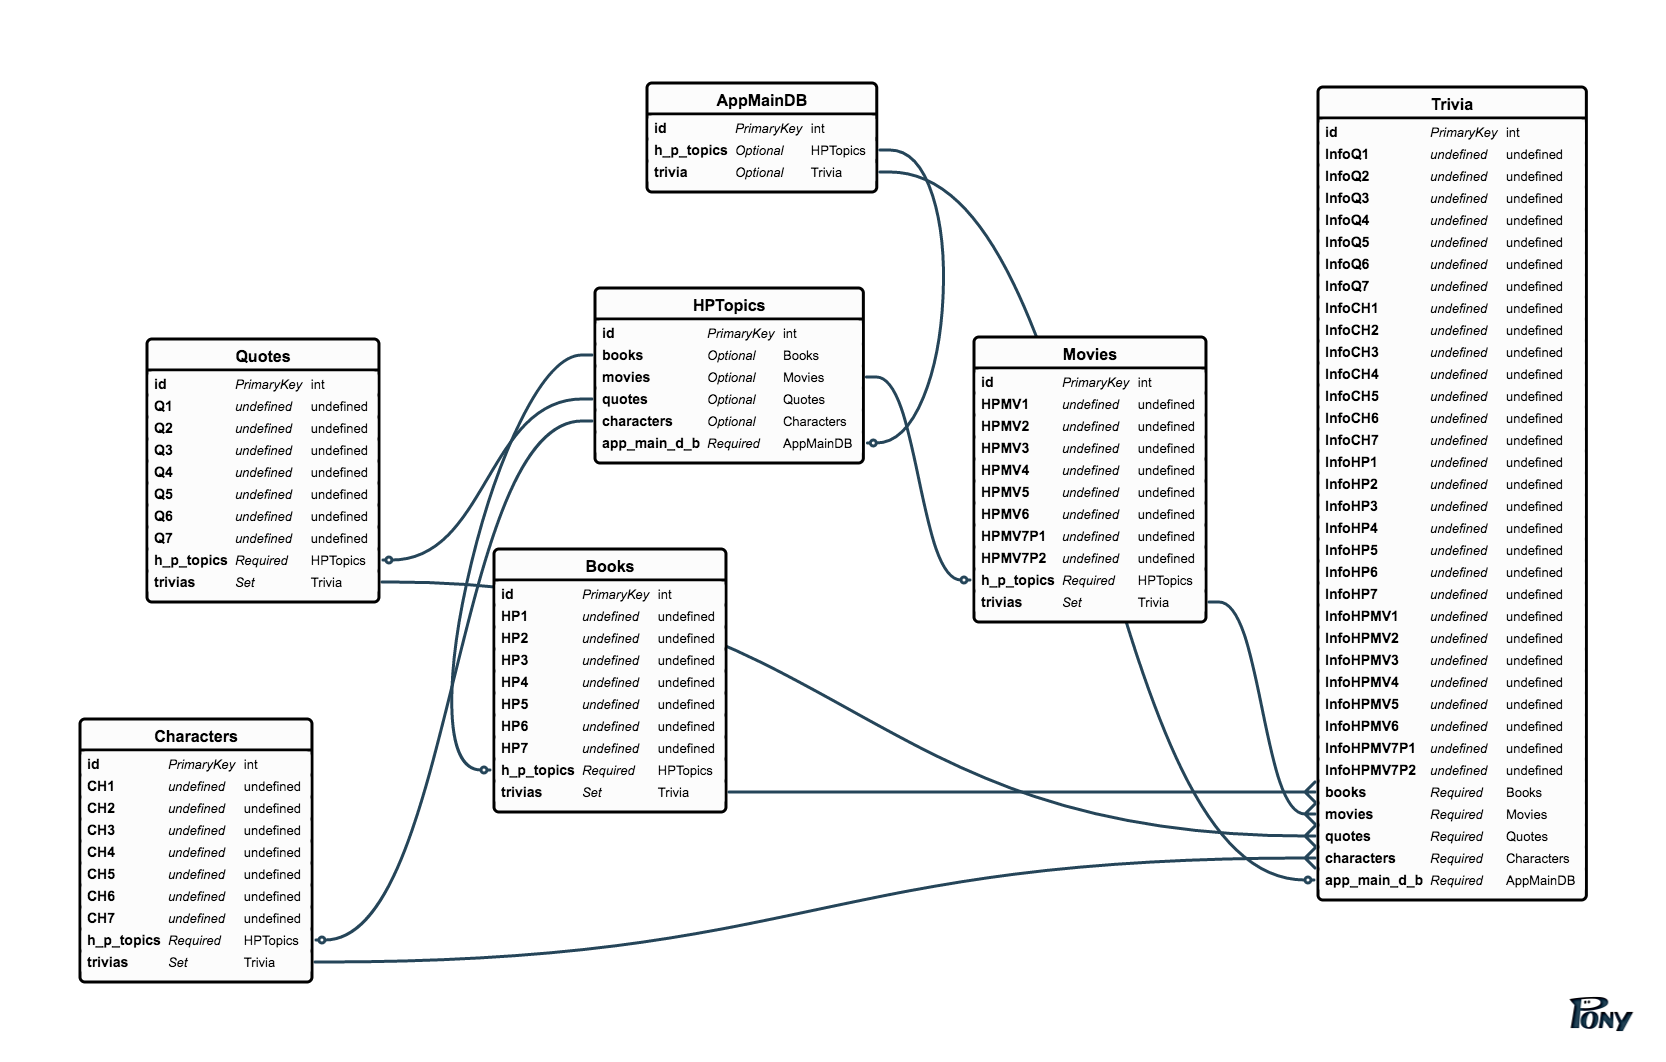 AppMainDB
id PrimaryKey int
h_p_topics Optional HPTopics
trivia Optional Trivia
HPTopics
id PrimaryKey int
books Optional Books
movies Optional Movies
quotes Optional Quotes
characters Optional Characters
app_main_d_b Required AppMainDB
Quotes
id PrimaryKey int
Q1 undefined undefined
Q2 undefined undefined
Q3 undefined undefined
Q4 undefined undefined
Q5 undefined undefined
Q6 undefined undefined
Q7 undefined undefined
h_p_topics Required HPTopics
trivias Set Trivia
Books
id PrimaryKey int
HP1 undefined undefined
HP2 undefined undefined
HP3 undefined undefined
HP4 undefined undefined
HP5 undefined undefined
HP6 undefined undefined
HP7 undefined undefined
h_p_topics Required HPTopics
trivias Set Trivia
Characters
id PrimaryKey int
CH1 undefined undefined
CH2 undefined undefined
CH3 undefined undefined
CH4 undefined undefined
CH5 undefined undefined
CH6 undefined undefined
CH7 undefined undefined
h_p_topics Required HPTopics
trivias Set Trivia
Movies
id PrimaryKey int
HPMV1 undefined undefined
HPMV2 undefined undefined
HPMV3 undefined undefined
HPMV4 undefined undefined
HPMV5 undefined undefined
HPMV6 undefined undefined
HPMV7P1 undefined undefined
HPMV7P2 undefined undefined
h_p_topics Required HPTopics
trivias Set Trivia
Trivia
id PrimaryKey int
InfoQ1 undefined undefined
InfoQ2 undefined undefined
InfoQ3 undefined undefined
InfoQ4 undefined undefined
InfoQ5 undefined undefined
InfoQ6 undefined undefined
InfoQ7 undefined undefined
InfoCH1 undefined undefined
InfoCH2 undefined undefined
InfoCH3 undefined undefined
InfoCH4 undefined undefined
InfoCH5 undefined undefined
InfoCH6 undefined undefined
InfoCH7 undefined undefined
InfoHP1 undefined undefined
InfoHP2 undefined undefined
InfoHP3 undefined undefined
InfoHP4 undefined undefined
InfoHP5 undefined undefined
InfoHP6 undefined undefined
InfoHP7 undefined undefined
InfoHPMV1 undefined undefined
InfoHPMV2 undefined undefined
InfoHPMV3 undefined undefined
InfoHPMV4 undefined undefined
InfoHPMV5 undefined undefined
InfoHPMV6 undefined undefined
InfoHPMV7P1 undefined undefined
InfoHPMV7P2 undefined undefined
books Required Books
movies Required Movies
quotes Required Quotes
characters Required Characters
app_main_d_b Required AppMainDB
PONY